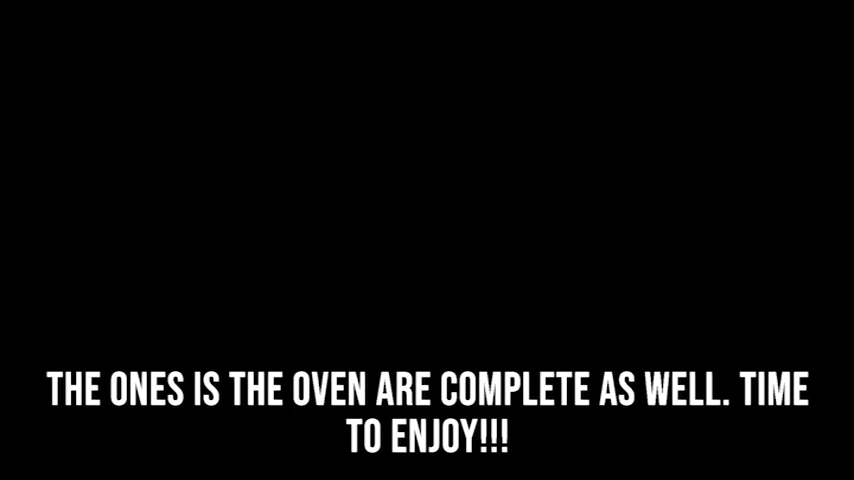 THE ONES IS THE OVEN ARE COMPLETE AS WELL. TIME
TO ENJOY!!!